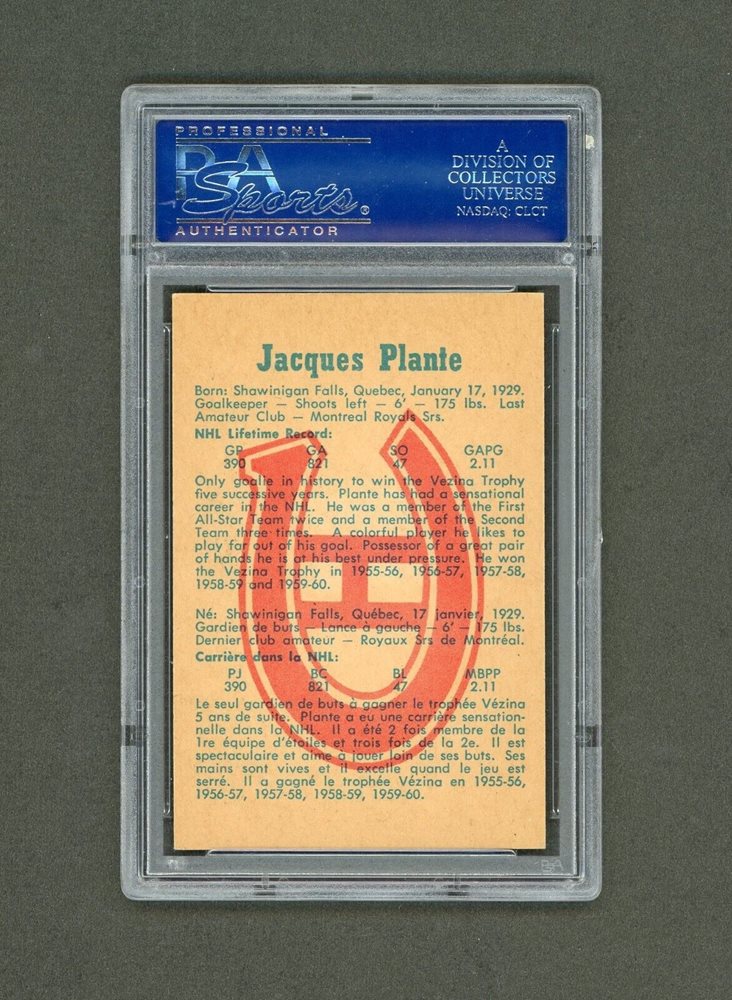 PROFESSIONAL
PSA
Sports®
AUTHENTICATOR
A
DIVISION OF
COLLECTORS
UNIVERSE
NASDAQ: CLCT
Jacques Plante
Born: Shawinigan Falls, Quebec, January 17, 1929.
Goalkeeper — Shoots left — 6' — 175 lbs. Last
Amateur Club — Montreal Royals Srs.
NHL Lifetime Record:
GP GA SO GAPG
390 821 47 2.11
Only goalie in history to win the Vezina Trophy
five successive years. Plante has had a sensational
career in the NHL. He was a member of the First
All-Star Team twice and a member of the Second
Team three times. A colorful player he likes to
play far out of his goal. Possessor of a great pair
of hands he is at his best under pressure. He won
the Vezina Trophy in 1955-56, 1956-57, 1957-58,
1958-59 and 1959-60.
Né: Shawinigan Falls, Québec, 17 janvier, 1929.
Gardien de buts — Lance à gauche — 6' — 175 lbs.
Dernier club amateur — Royaux Srs de Montréal.
Carrière dans la NHL:
PJ BC BL MBPP
390 821 47 2.11
Le seul gardien de buts à gagner le trophée Vézina
5 ans de suite. Plante a eu une carrière sensation-
nelle dans la NHL. Il a été 2 fois membre de la
1re équipe d'étoiles et trois fois de la 2e. Il est
spectaculaire et aime à jouer loin de ses buts. Ses
mains sont vives et il excelle quand le jeu est
serré. Il a gagné le trophée Vézina en 1955-56,
1956-57, 1957-58, 1958-59, 1959-60.